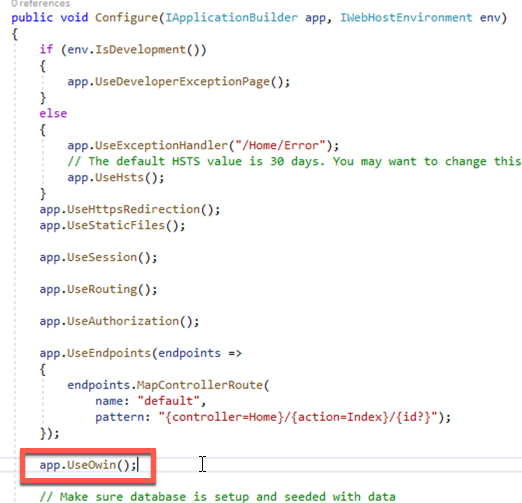 0 references
public void Configure(IApplicationBuilder app, IWebHostEnvironment env)
{
if (env.IsDevelopment())
{
app.UseDeveloperExceptionPage();
}
else
{
app.UseExceptionHandler("/Home/Error");
// The default HSTS value is 30 days. You may want to change this
app.UseHsts();
}
app.UseHttpsRedirection();
app.UseStaticFiles();
app.UseSession();
app.UseRouting();
app.UseAuthorization();
app.UseEndpoints(endpoints =>
{
endpoints.MapControllerRoute(
name: "default",
pattern: "{controller=Home}/{action=Index}/{id?}");
});
app.UseOwin();
// Make sure database is setup and seeded with data